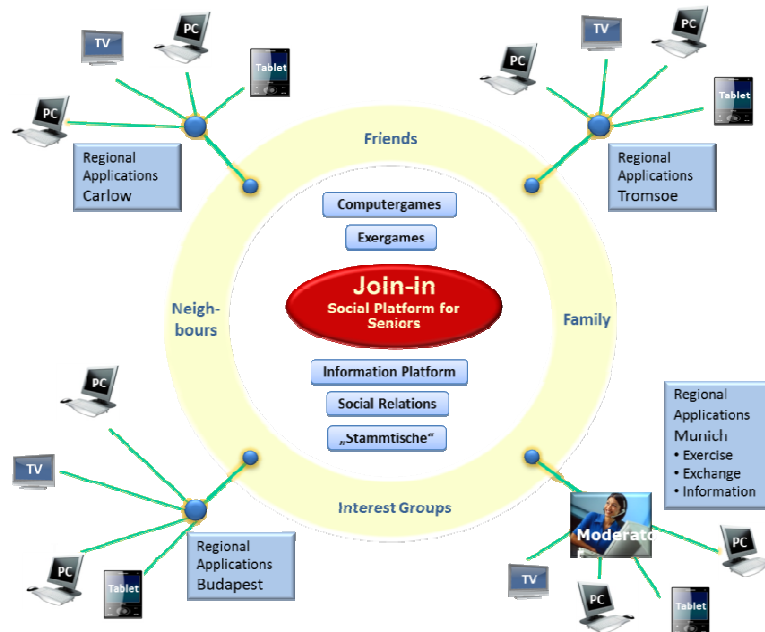 PC
TV
Tablet
PC
Regional
Applications
Carlow
PC
TV
PC
Tablet
Regional
Applications
Tromsoe
Friends
Computergames
Exergames
Join-in
Social Platform for
Seniors
Neigh-
bours
Family
Information Platform
Social Relations
„Stammtische“
Interest Groups
PC
TV
PC
Tablet
Regional
Applications
Budapest
Regional
Applications
Munich
• Exercise
• Exchange
• Information
Moderato
PC
TV
PC
Tablet